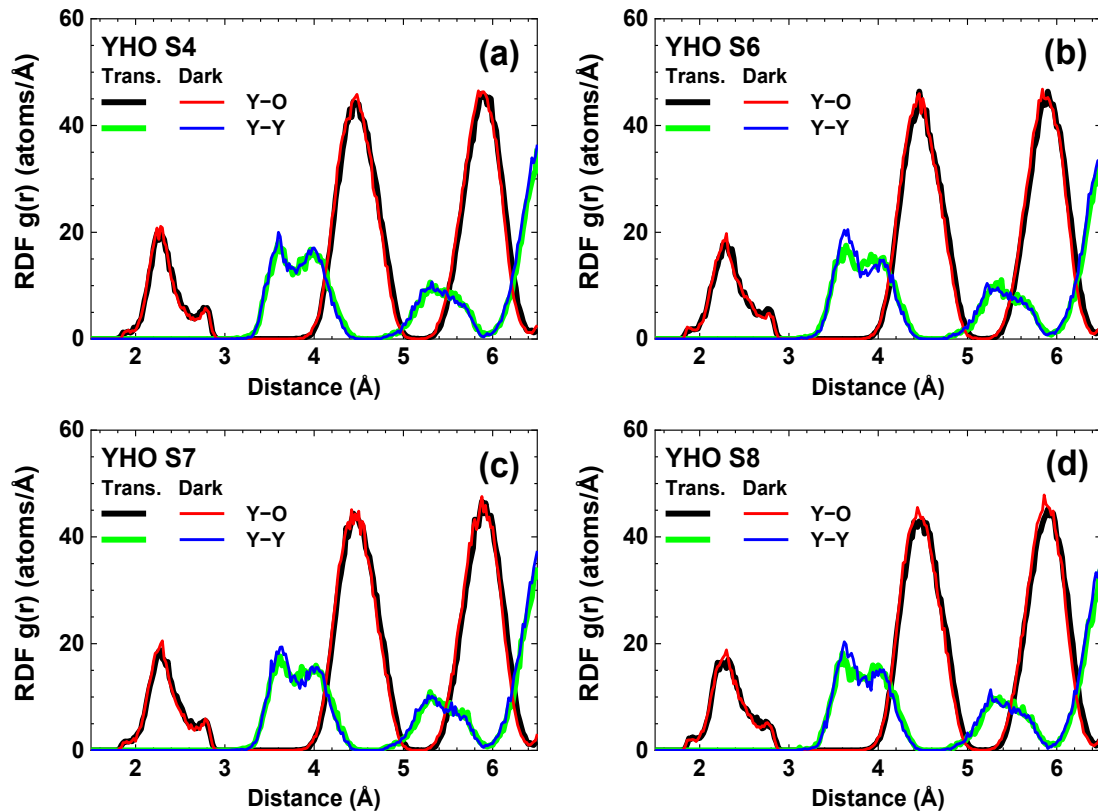 YHO S4
(a)
Trans. Dark
Y−O
Y−Y
RDF g(r) (atoms/Å)
60
40
20
0
2 3 4 5 6
Distance (Å)
YHO S6
(b)
Trans. Dark
Y−O
Y−Y
RDF g(r) (atoms/Å)
60
40
20
0
2 3 4 5 6
Distance (Å)
YHO S7
(c)
Trans. Dark
Y−O
Y−Y
RDF g(r) (atoms/Å)
60
40
20
0
2 3 4 5 6
Distance (Å)
YHO S8
(d)
Trans. Dark
Y−O
Y−Y
RDF g(r) (atoms/Å)
60
40
20
0
2 3 4 5 6
Distance (Å)